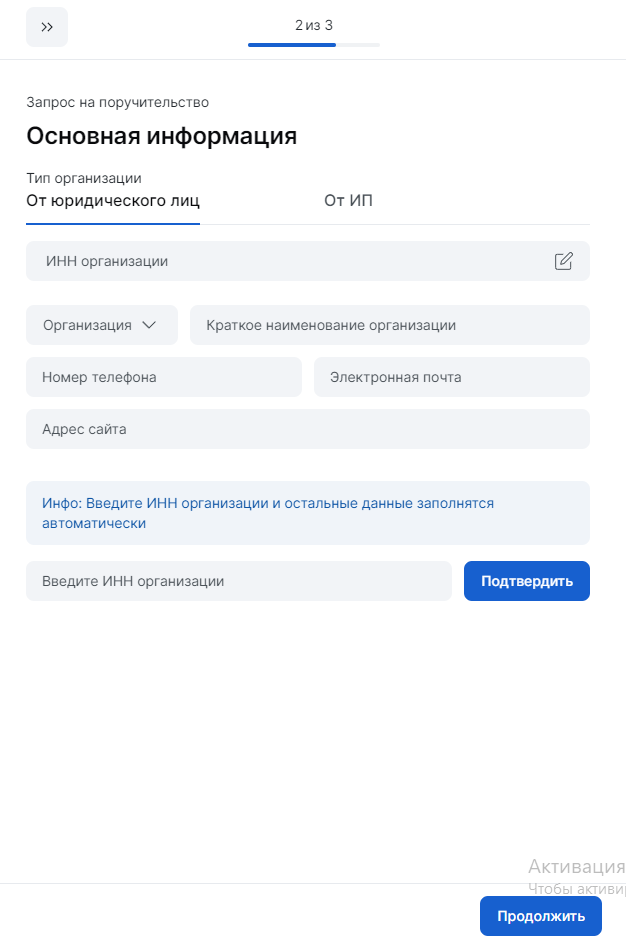 2 из 3
Запрос на поручительство
Основная информация
Тип организации
От юридического лиц
От ИП
ИНН организации
Организация
Краткое наименование организации
Номер телефона
Электронная почта
Адрес сайта
Инфо: Введите ИНН организации и остальные данные заполнятся
автоматически
Введите ИНН организации
Подтвердить
Активация
Чтобы активи
Продолжить